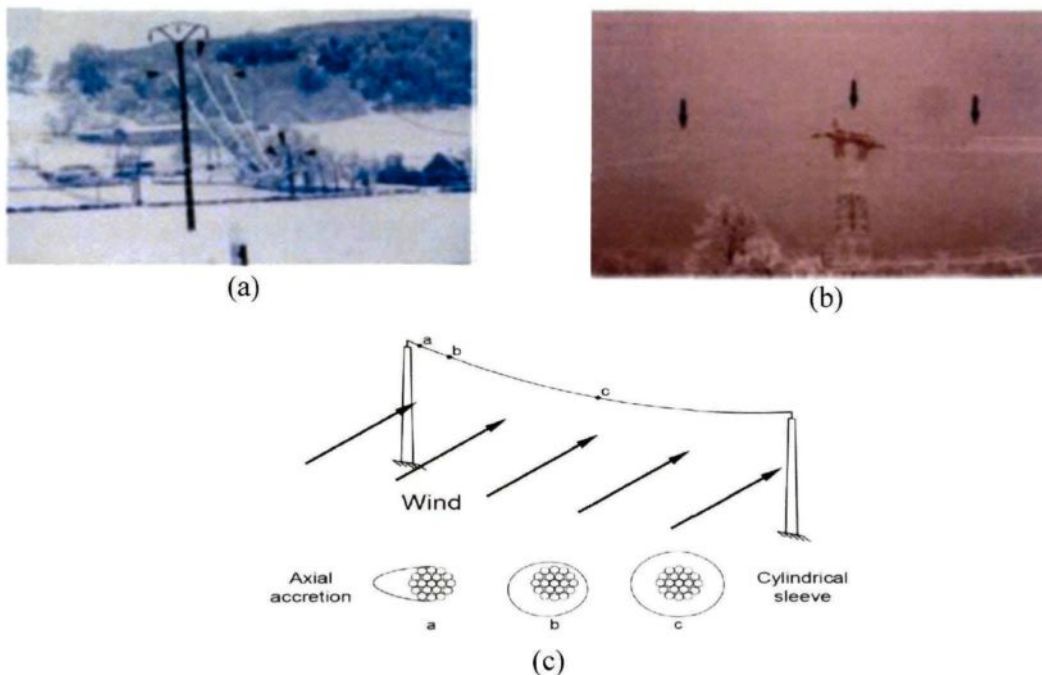 (a)
(b)
a
b
c
Wind
Axial
accretion
Cylindrical
sleeve
a
b
c
(c)